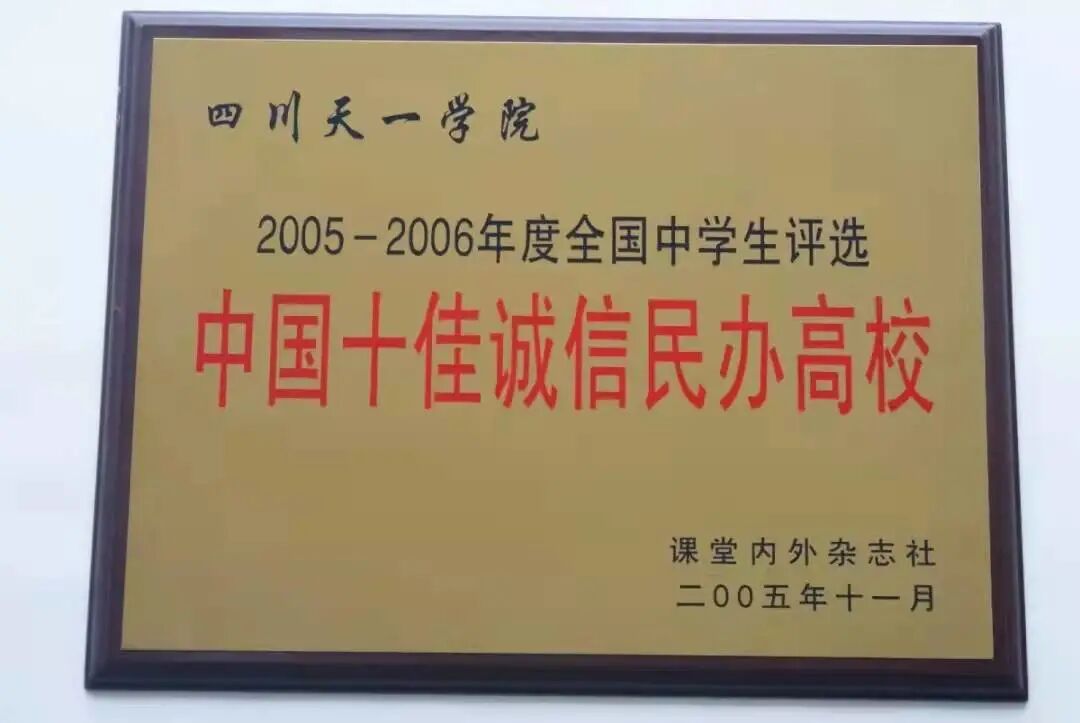 四川天一学院
2005-2006年度全国中学生评选
中国十佳诚信民办高校
课堂内外杂志社
二00五年十一月